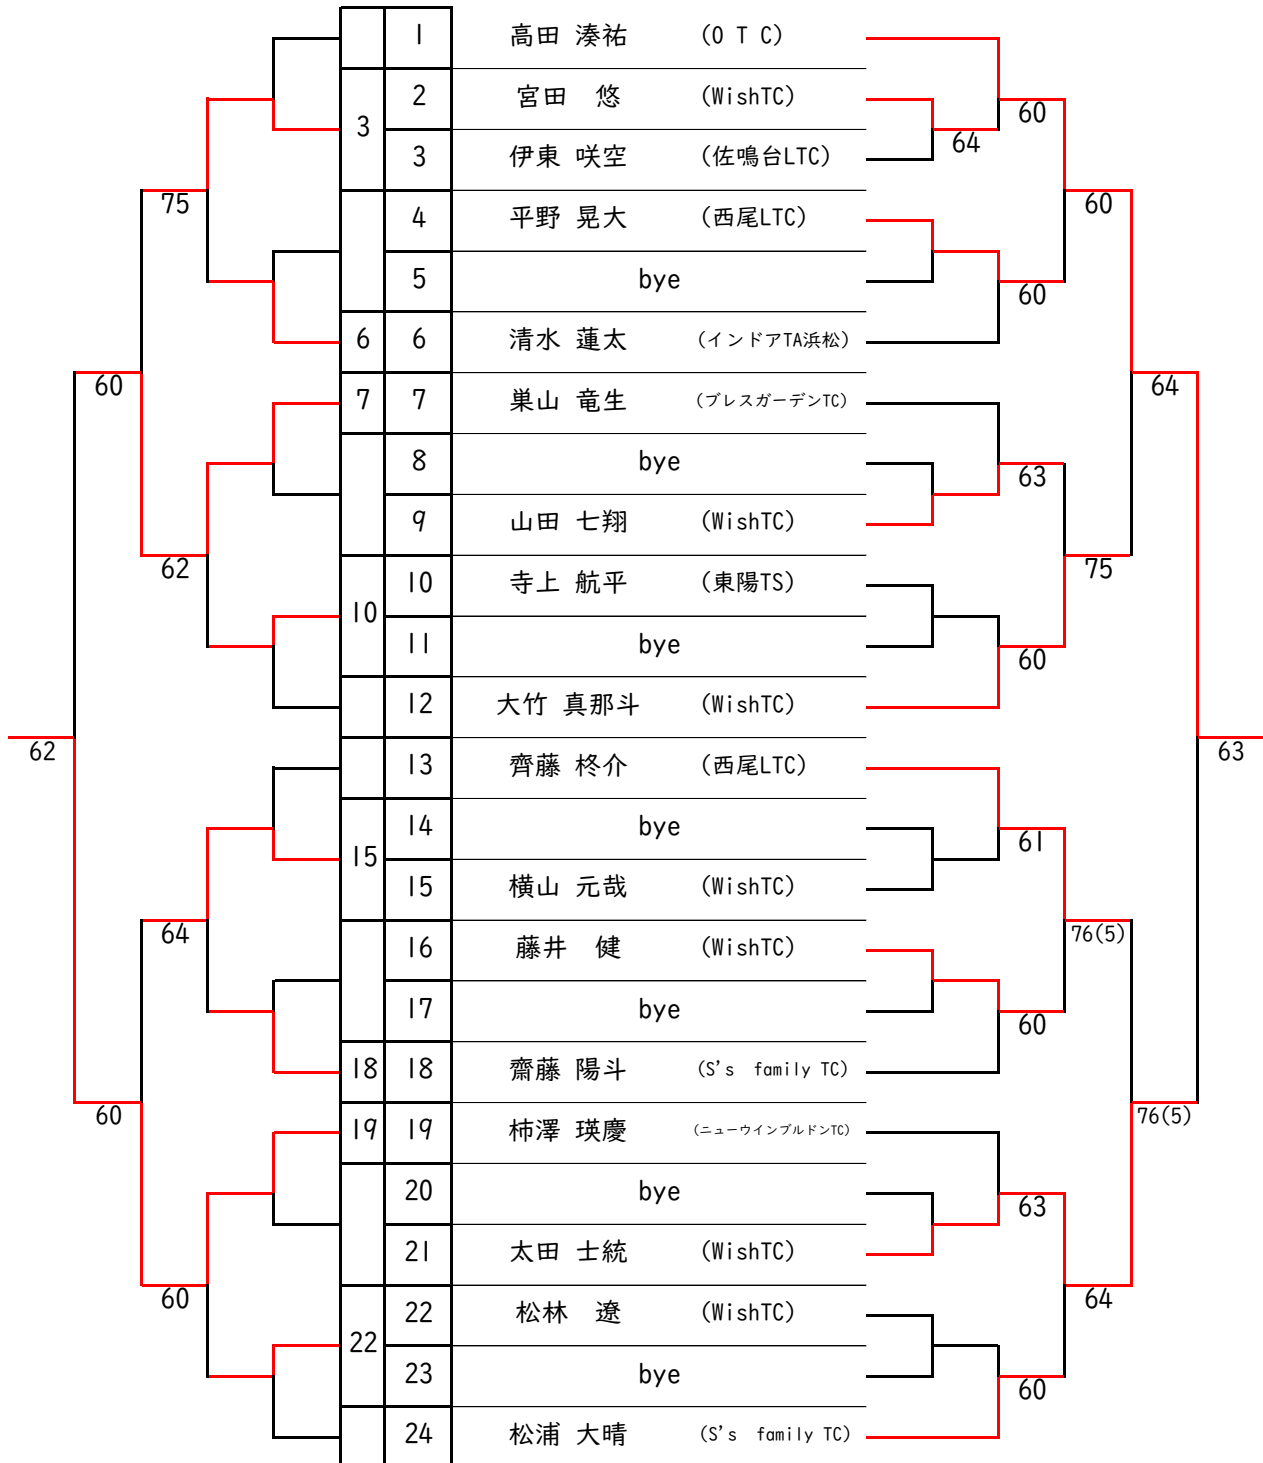 1 高田 湊祐 (O T C)
2 宮田 悠 (WishTC) 60
3
64
3 伊東 咲空 (佐鳴台LTC)
75 4 平野 晃大 (西尾LTC) 60
5 bye 60
6 6 清水 蓮太 (インドアTA浜松)
60 7 7 巣山 竜生 (ブレスガーデンTC) 64
8 bye 63
9 山田 七翔 (WishTC)
62 10 寺上 航平 (東陽TS) 75
10
11 bye 60
12 大竹 真那斗 (WishTC)
62 13 齊藤 柊介 (西尾LTC) 63
14 bye 61
15
15 横山 元哉 (WishTC)
64 16 藤井 健 (WishTC) 76(5)
17 bye 60
18 18 齋藤 陽斗 (S's family TC)
60 19 19 柿澤 瑛慶 (ニューウインブルドンTC) 76(5)
20 bye 63
21 太田 士統 (WishTC)
60 22 松林 遼 (WishTC) 64
22
23 bye 60
24 松浦 大晴 (S's family TC)